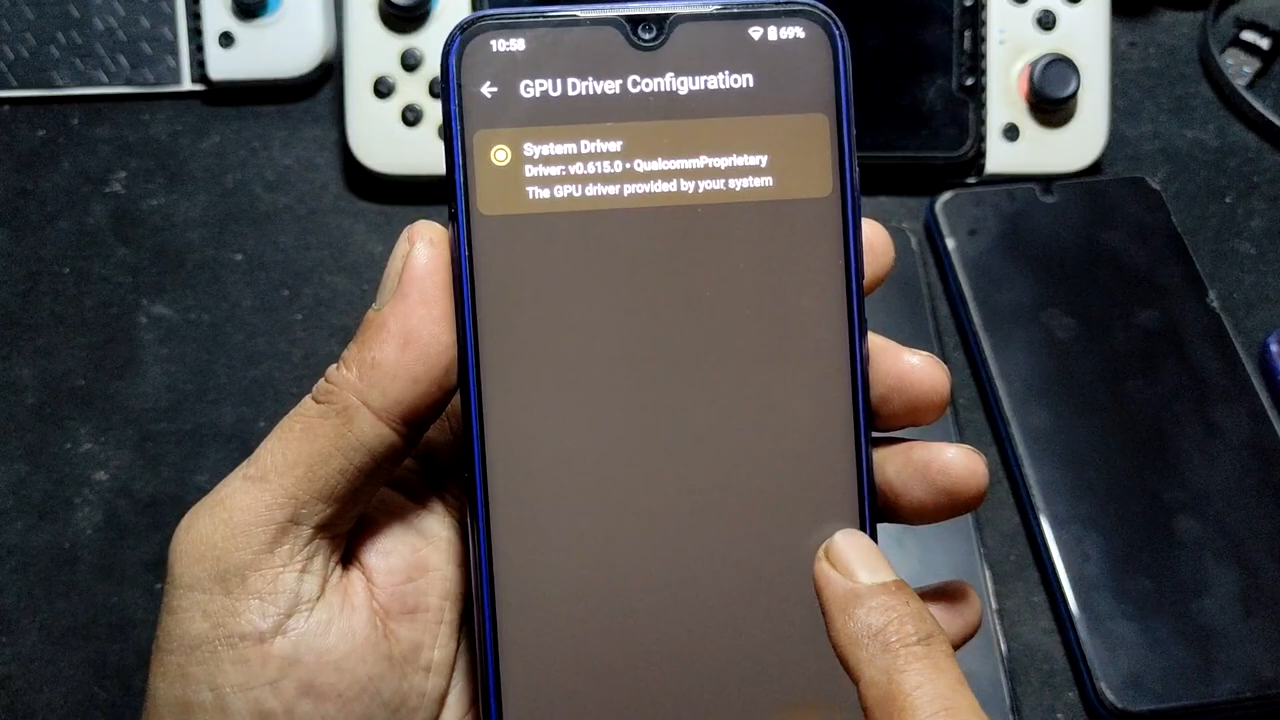 10:58
69%
GPU Driver Configuration
System Driver
Driver: v0.615.0 • QualcommProprietary
The GPU driver provided by your system